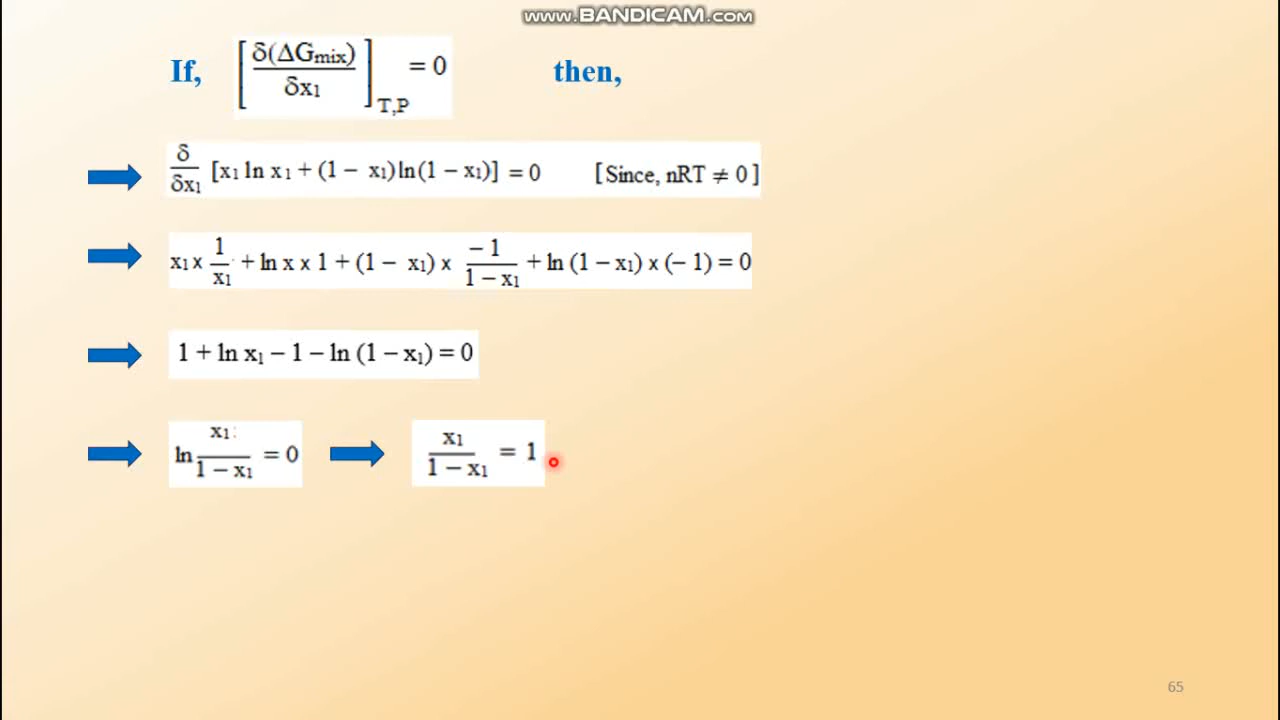 www.BANDICAM.com
If, [δ(ΔGmix)/δx₁]T,P = 0 then,
δ/δx₁ [x₁ ln x₁ + (1 − x₁) ln(1 − x₁)] = 0 [Since, nRT ≠ 0]
x₁ x 1/x₁ + ln x x 1 + (1 − x₁) x −1/1 − x₁ + ln (1 − x₁) x (− 1) = 0
1 + ln x₁ − 1 − ln (1 − x₁) = 0
ln x₁/1 − x₁ = 0 x₁/1 − x₁ = 1
65